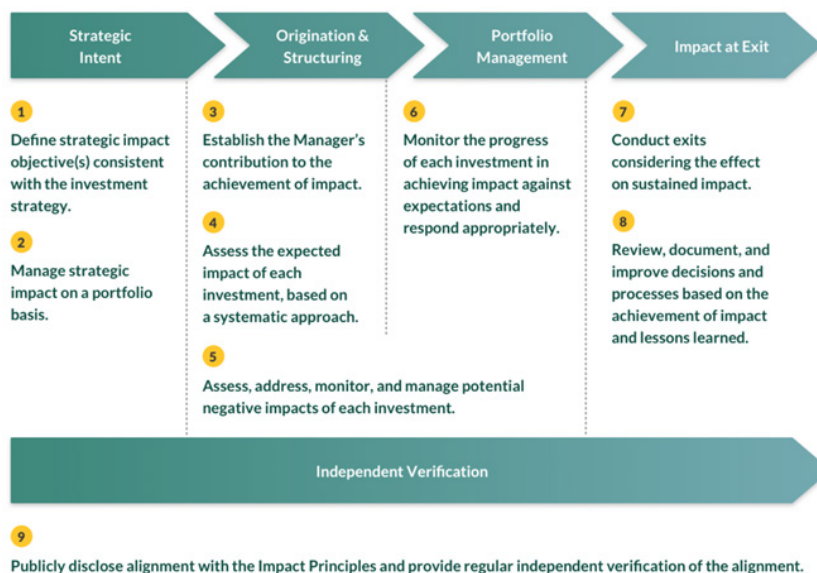 Strategic
Intent
Origination &
Structuring
Portfolio
Management
Impact at Exit
1
Define strategic impact
objective(s) consistent
with the investment
strategy.
2
Manage strategic
impact on a portfolio
basis.
3
Establish the Manager's
contribution to the
achievement of impact.
4
Assess the expected
impact of each
investment, based on
a systematic approach.
5
Assess, address, monitor, and manage potential
negative impacts of each investment.
6
Monitor the progress
of each investment in
achieving impact against
expectations and
respond appropriately.
7
Conduct exits
considering the effect
on sustained impact.
8
Review, document, and
improve decisions and
processes based on the
achievement of impact
and lessons learned.
Independent Verification
9
Publicly disclose alignment with the Impact Principles and provide regular independent verification of the alignment.